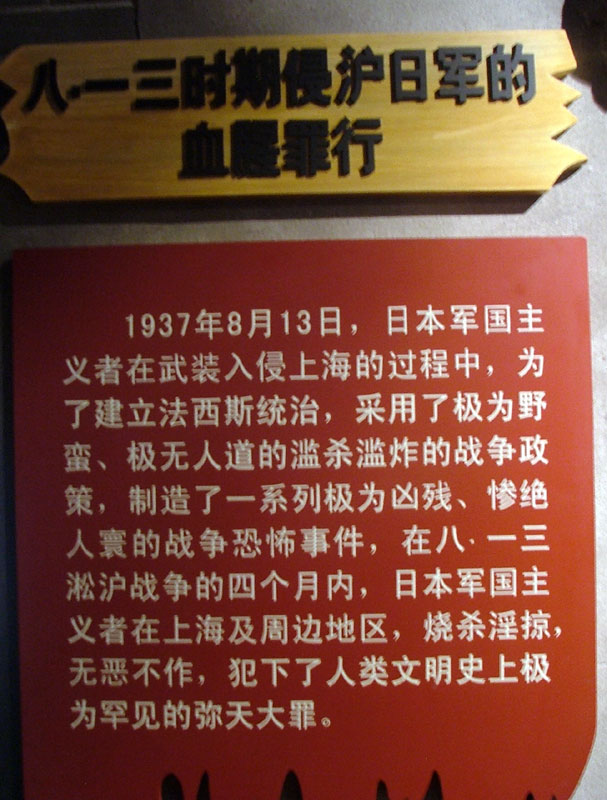 八·一三时期侵沪日军的
血腥罪行
1937年8月13日，日本军国主
义者在武装入侵上海的过程中，为
了建立法西斯统治，采用了极为野
蛮、极无人道的滥杀滥炸的战争政
策，制造了一系列极为凶残、惨绝
人寰的战争恐怖事件，在八·一三
淞沪战争的四个月内，日本军国主
义者在上海及周边地区，烧杀淫掠，
无恶不作，犯下了人类文明史上极
为罕见的弥天大罪。